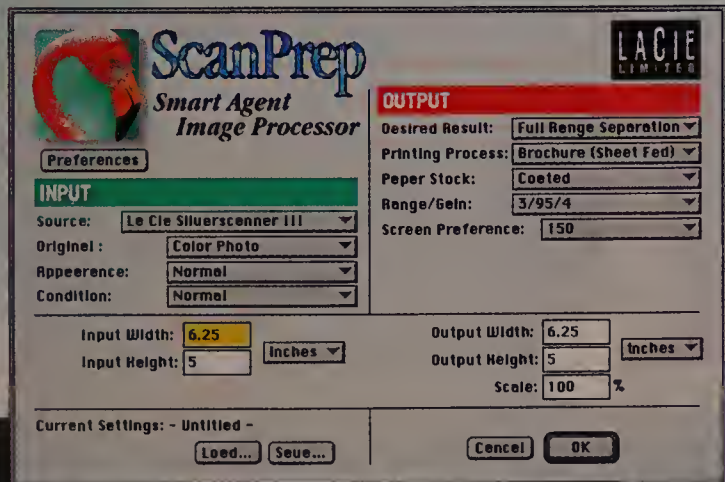 ScanPrep
Smart Agent
Image Processor
LACIE
LIMITED
Preferences
INPUT
Source: La Cie Silverscanner III
Original : Color Photo
Appearance: Normal
Condition: Normal
OUTPUT
Desired Result: Full Range Separation
Printing Process: Brochure (Sheet Fed)
Paper Stock: Coated
Range/Gain: 3/95/4
Screen Preference: 150
Input Width: 6.25
Input Height: 5
Inches
Output Width: 6.25
Output Height: 5
Inches
Scale: 100 %
Current Settings: - Untitled -
Load... Save...
Cancel OK